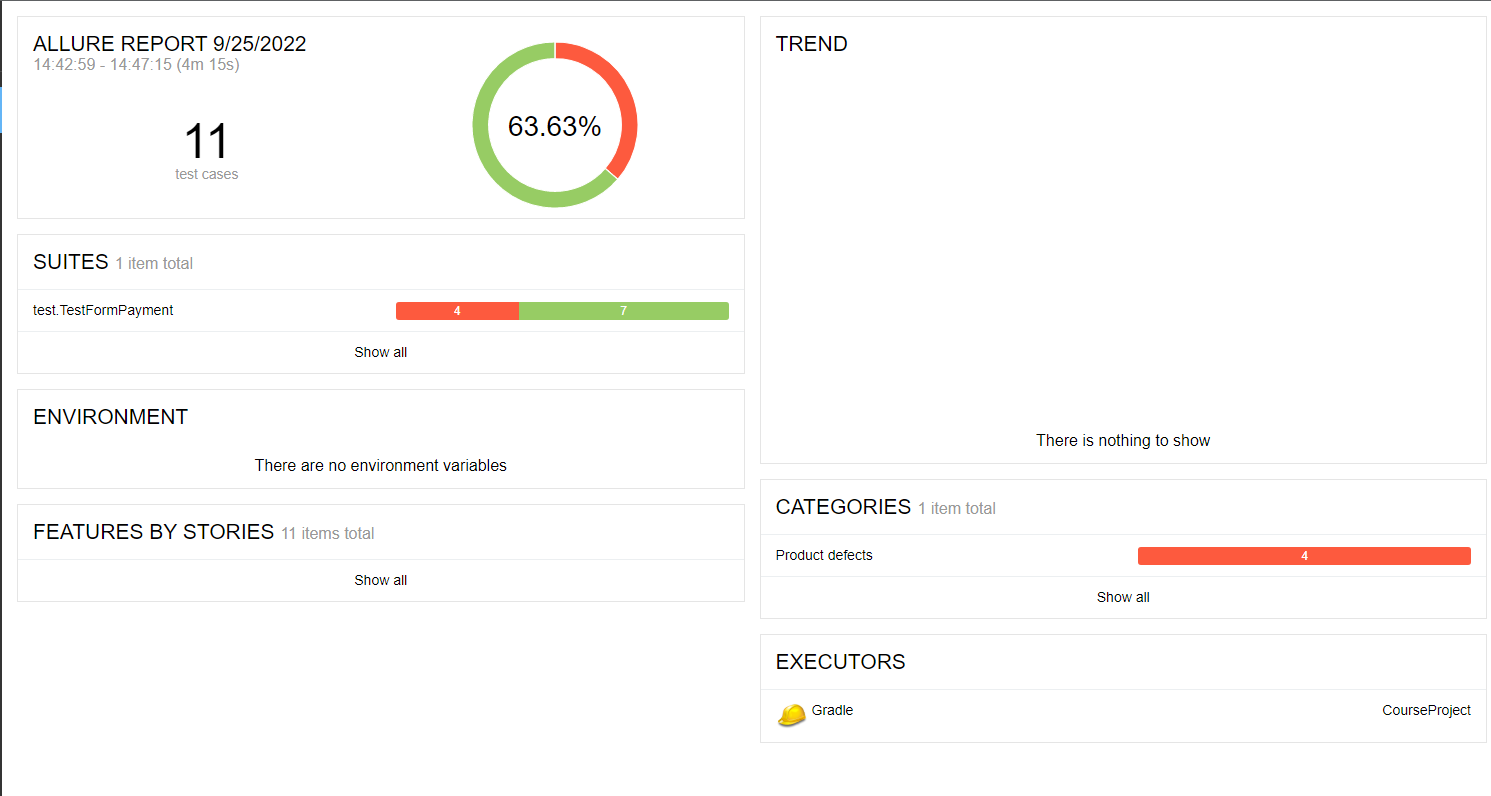 ALLURE REPORT 9/25/2022
14:42:59 - 14:47:15 (4m 15s)
11
test cases
63.63%
SUITES 1 item total
test.TestFormPayment 4 7
Show all
ENVIRONMENT
There are no environment variables
FEATURES BY STORIES 11 items total
Show all
TREND
There is nothing to show
CATEGORIES 1 item total
Product defects 4
Show all
EXECUTORS
Gradle CourseProject